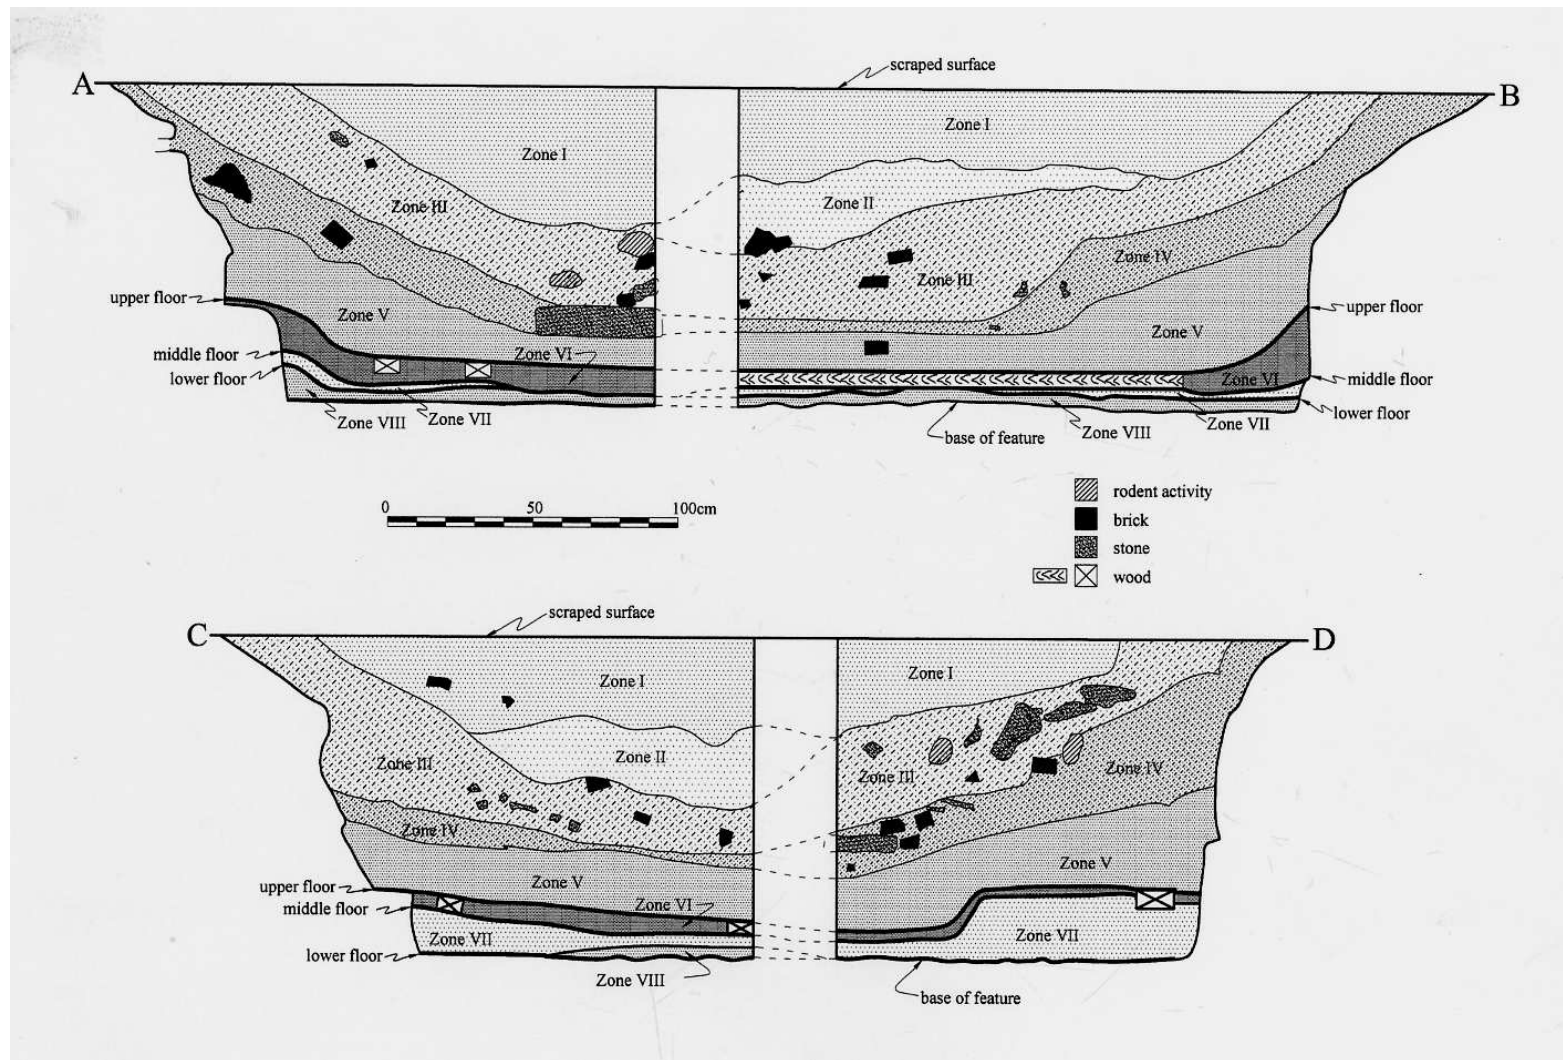 scraped surface
A
B
Zone I
Zone I
Zone II
Zone III
Zone III
Zone IV
upper floor
Zone V
Zone V
upper floor
middle floor
Zone VI
lower floor
Zone VI
middle floor
Zone VIII
Zone VII
base of feature
Zone VIII
Zone VII
lower floor
0
50
100cm
rodent activity
brick
stone
wood
scraped surface
C
D
Zone I
Zone I
Zone II
Zone III
Zone III
Zone IV
Zone IV
Zone V
Zone V
upper floor
middle floor
Zone VI
Zone VII
Zone VII
lower floor
Zone VIII
base of feature